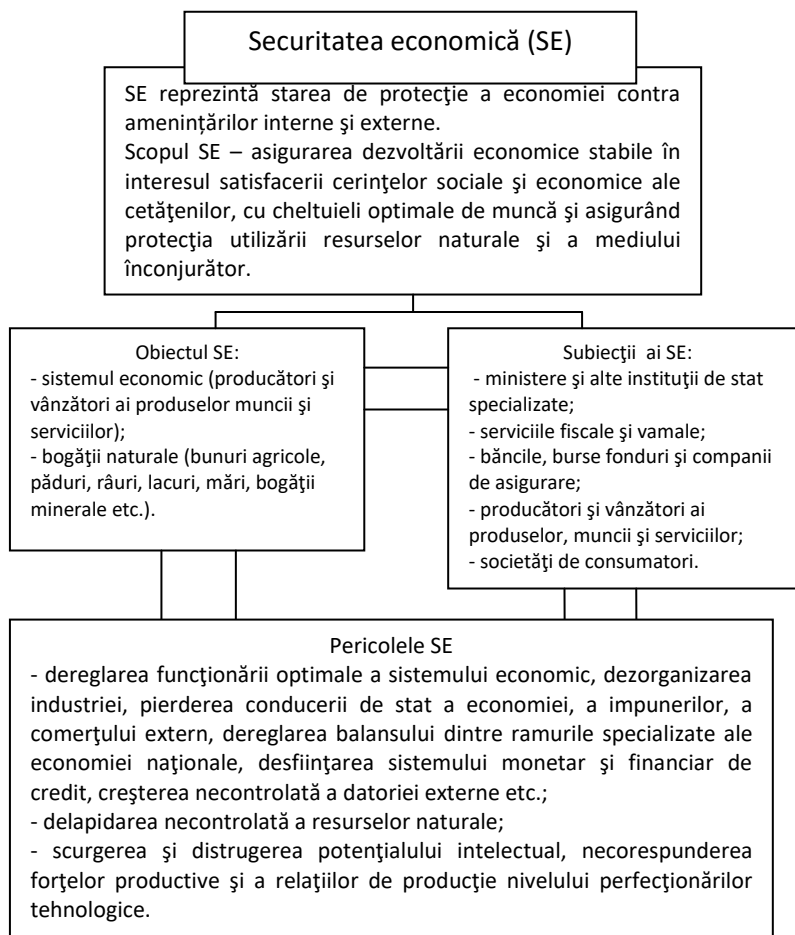 Securitatea economică (SE)
SE reprezintă starea de protecţie a economiei contra
amenințărilor interne şi externe.
Scopul SE – asigurarea dezvoltării economice stabile în
interesul satisfacerii cerinţelor sociale şi economice ale
cetăţenilor, cu cheltuieli optimale de muncă şi asigurând
protecţia utilizării resurselor naturale şi a mediului
înconjurător.
Obiectul SE:
- sistemul economic (producători şi
vânzători ai produselor muncii şi
serviciilor);
- bogăţii naturale (bunuri agricole,
păduri, râuri, lacuri, mări, bogăţii
minerale etc.).
Subiecţii ai SE:
- ministere şi alte instituţii de stat
specializate;
- serviciile fiscale şi vamale;
- băncile, burse fonduri şi companii
de asigurare;
- producători şi vânzători ai
produselor, muncii şi serviciilor;
- societăţi de consumatori.
Pericolele SE
- dereglarea funcţionării optimale a sistemului economic, dezorganizarea
industriei, pierderea conducerii de stat a economiei, a impunerilor, a
comerţului extern, dereglarea balansului dintre ramurile specializate ale
economiei naţionale, desfiinţarea sistemului monetar şi financiar de
credit, creşterea necontrolată a datoriei externe etc.;
- delapidarea necontrolată a resurselor naturale;
- scurgerea şi distrugerea potenţialului intelectual, necorespunderea
forţelor productive şi a relaţiilor de producţie nivelului perfecţionărilor
tehnologice.